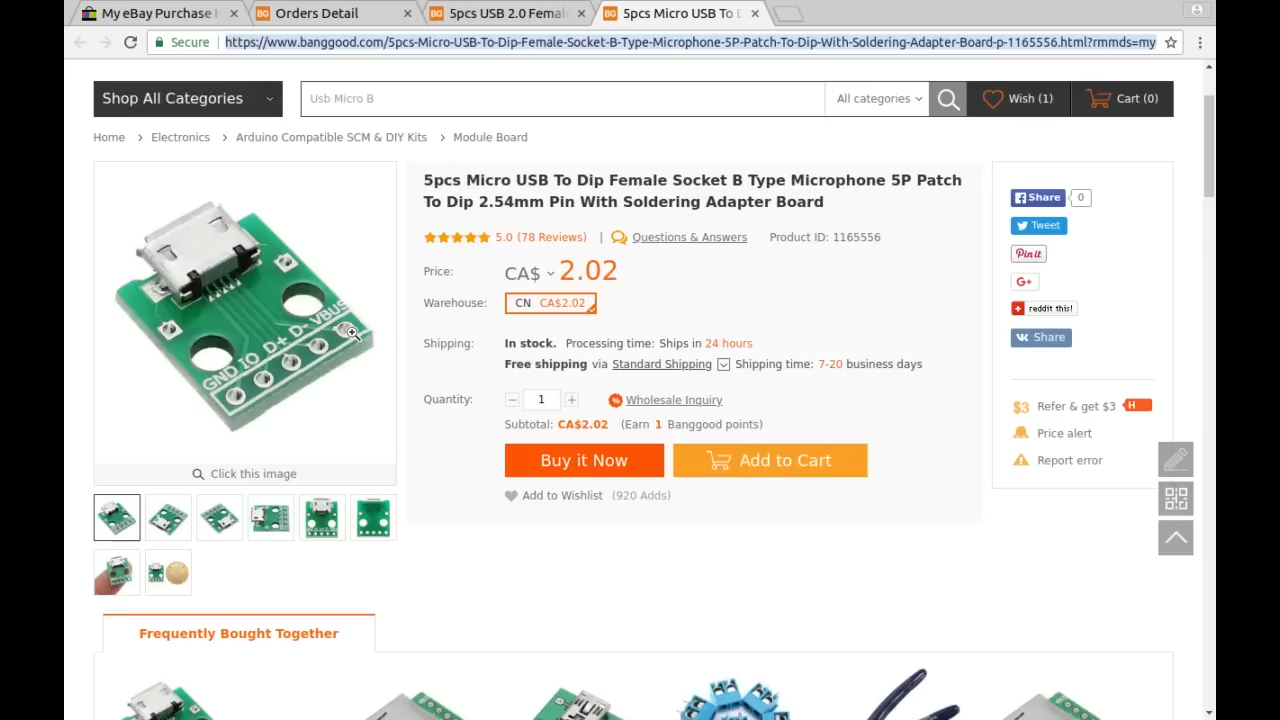 My eBay Purchase H
BG Orders Detail
BG 5pcs USB 2.0 Femal
BG 5pcs Micro USB To D
Secure
https://www.banggood.com/5pcs-Micro-USB-To-Dip-Female-Socket-B-Type-Microphone-5P-Patch-To-Dip-With-Soldering-Adapter-Board-p-1165556.html?rmmds=my
Shop All Categories
Usb Micro B
All categories
Wish (1)
Cart (0)
Home > Electronics > Arduino Compatible SCM & DIY Kits > Module Board
5pcs Micro USB To Dip Female Socket B Type Microphone 5P Patch
To Dip 2.54mm Pin With Soldering Adapter Board
5.0 (78 Reviews) | Questions & Answers Product ID: 1165556
Price: CA$ 2.02
Warehouse: CN CA$2.02
Shipping: In stock. Processing time: Ships in 24 hours
Free shipping via Standard Shipping Shipping time: 7-20 business days
Quantity: − 1 + Wholesale Inquiry
Subtotal: CA$2.02 (Earn 1 Banggood points)
Buy it Now
Add to Cart
Add to Wishlist (920 Adds)
GND IO D+ D- VBUS
Click this image
Share 0
Tweet
Pin it
G+
reddit this!
Share
$3 Refer & get $3 H
Price alert
Report error
Frequently Bought Together